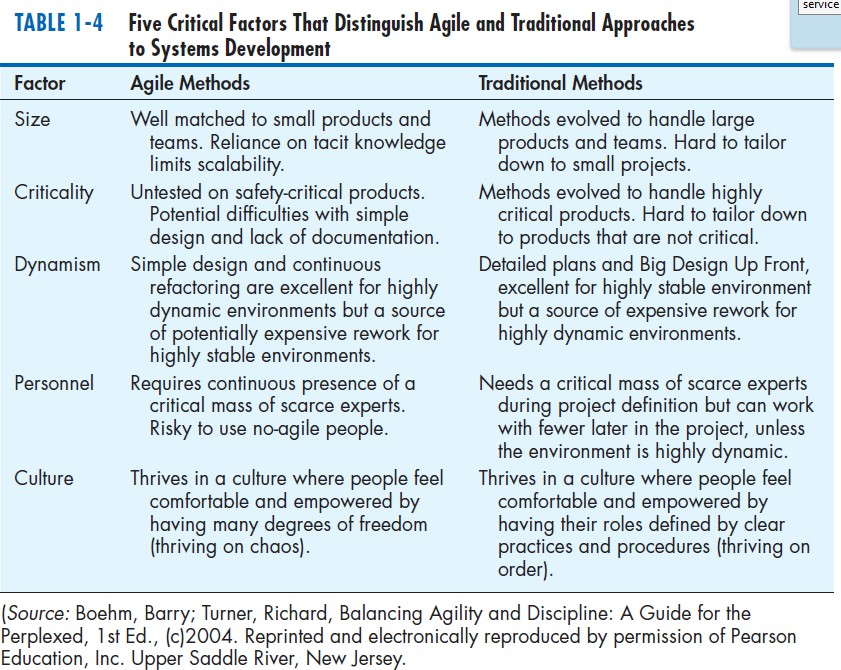 service
TABLE 1-4 Five Critical Factors That Distinguish Agile and Traditional Approaches
to Systems Development
Factor Agile Methods Traditional Methods
Size Well matched to small products and Methods evolved to handle large
teams. Reliance on tacit knowledge products and teams. Hard to tailor
limits scalability. down to small projects.
Criticality Untested on safety-critical products. Methods evolved to handle highly
Potential difficulties with simple critical products. Hard to tailor down
design and lack of documentation. to products that are not critical.
Dynamism Simple design and continuous Detailed plans and Big Design Up Front,
refactoring are excellent for highly excellent for highly stable environment
dynamic environments but a source but a source of expensive rework for
of potentially expensive rework for highly dynamic environments.
highly stable environments.
Personnel Requires continuous presence of a Needs a critical mass of scarce experts
critical mass of scarce experts. during project definition but can work
Risky to use no-agile people. with fewer later in the project, unless
the environment is highly dynamic.
Culture Thrives in a culture where people feel Thrives in a culture where people feel
comfortable and empowered by comfortable and empowered by
having many degrees of freedom having their roles defined by clear
(thriving on chaos). practices and procedures (thriving on
order).
(Source: Boehm, Barry; Turner, Richard, Balancing Agility and Discipline: A Guide for the
Perplexed, 1st Ed., (c)2004. Reprinted and electronically reproduced by permission of Pearson
Education, Inc. Upper Saddle River, New Jersey.